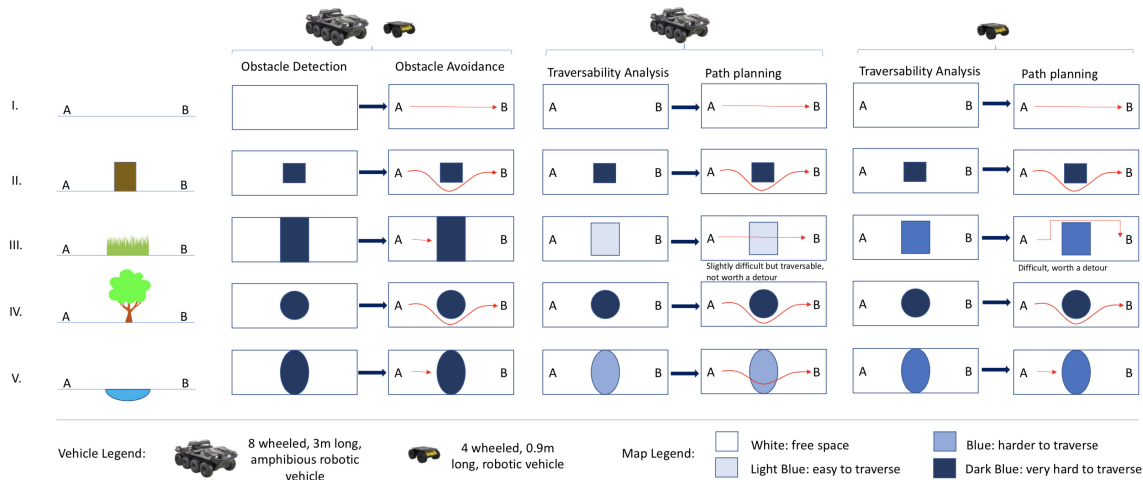 Obstacle Detection
Obstacle Avoidance
Traversability Analysis
Path planning
Traversability Analysis
Path planning
I.
A
B
A
B
A
B
A
B
A
B
A
B
II.
A
B
A
B
A
B
A
B
A
B
A
B
III.
A
B
A
B
A
B
A
B
A
B
A
B
Slightly difficult but traversable,
not worth a detour
Difficult, worth a detour
IV.
A
B
A
B
A
B
A
B
A
B
A
B
V.
A
B
A
B
A
B
A
B
A
B
A
B
Vehicle Legend:
8 wheeled, 3m long,
amphibious robotic
vehicle
4 wheeled, 0.9m
long, robotic vehicle
Map Legend:
White: free space
Light Blue: easy to traverse
Blue: harder to traverse
Dark Blue: very hard to traverse